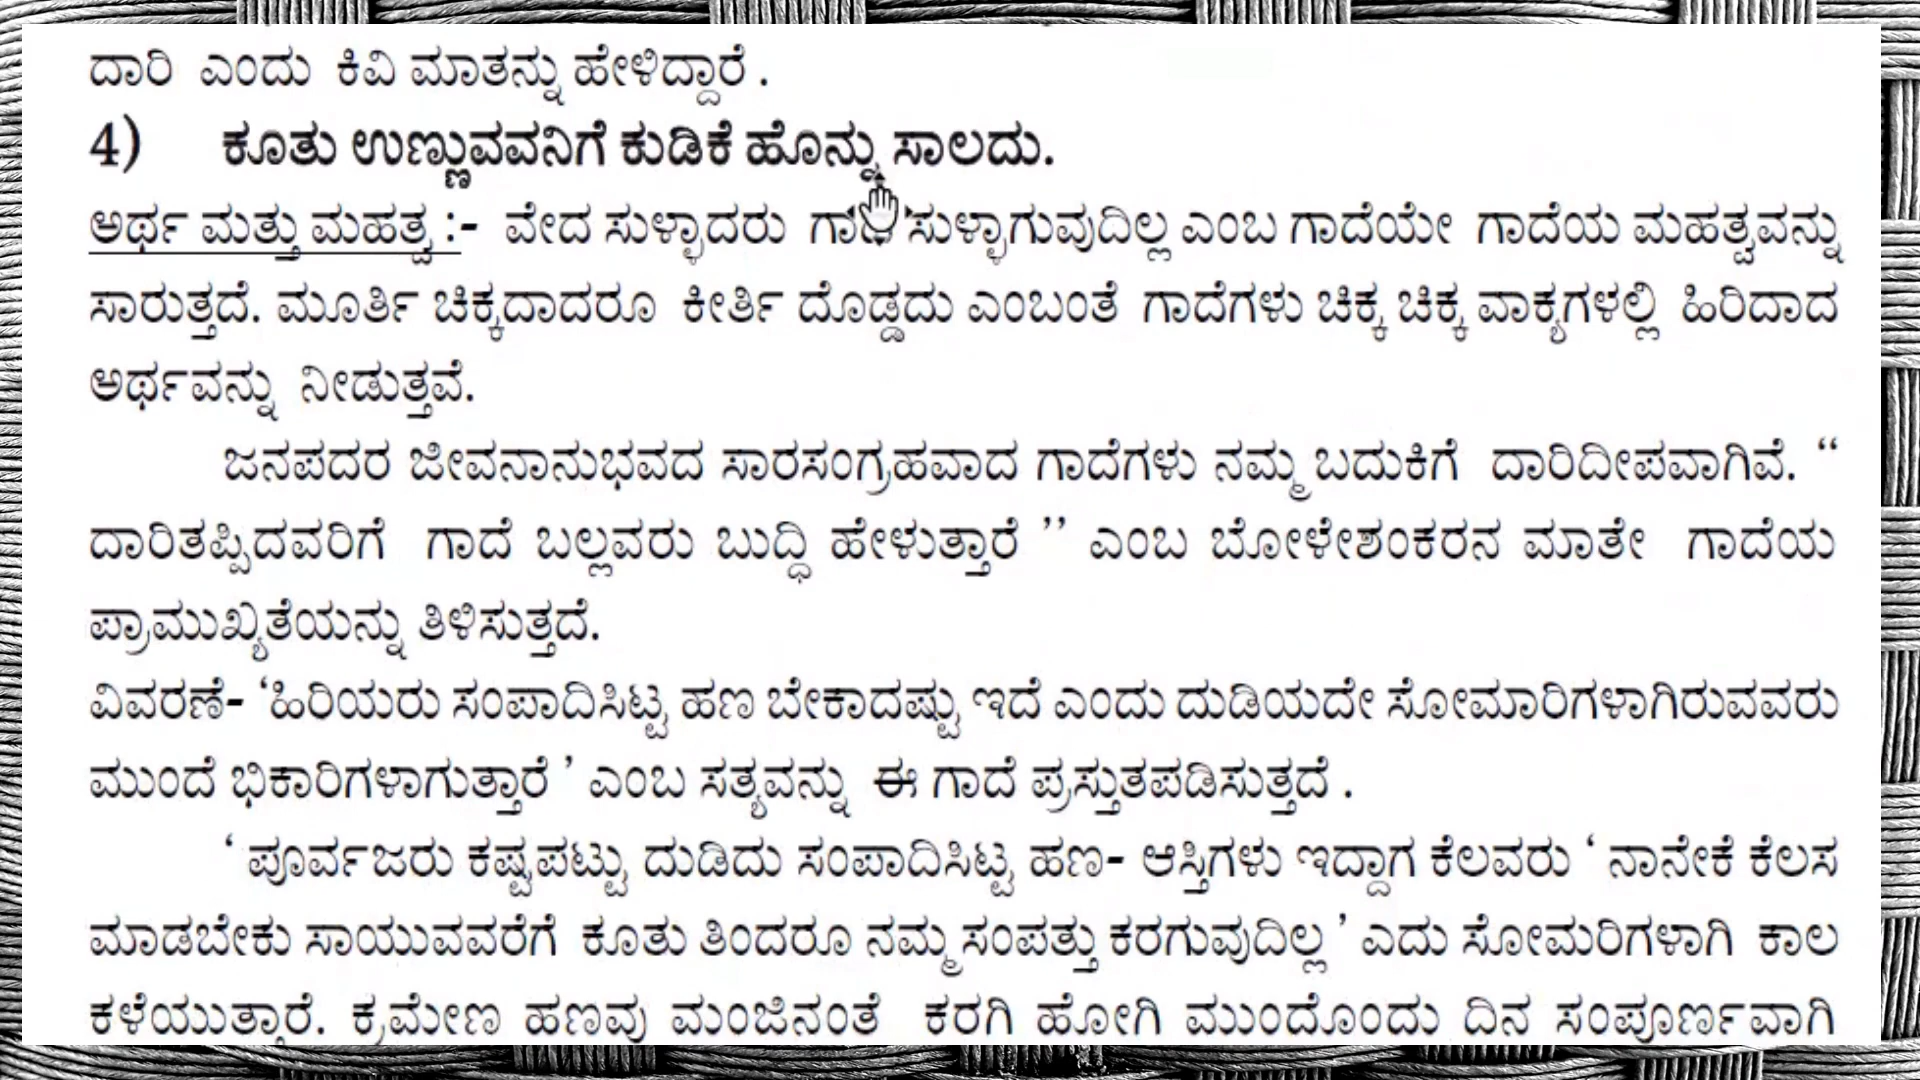 ದಾರಿ ಎಂದು ಕಿವಿ ಮಾತನ್ನು ಹೇಳಿದ್ದಾರೆ .
4) ಕೂತು ಉಣ್ಣುವವನಿಗೆ ಕುಡಿಕೆ ಹೊನ್ನು ಸಾಲದು.
ಅರ್ಥ ಮತ್ತು ಮಹತ್ವ :- ವೇದ ಸುಳ್ಳಾದರು ಸುಳ್ಳಾಗುವುದಿಲ್ಲ ಎಂಬ ಗಾದೆಯೇ ಗಾದೆಯ ಮಹತ್ವವನ್ನು
ಸಾರುತ್ತದೆ. ಮೂರ್ತಿ ಚಿಕ್ಕದಾದರೂ ಕೀರ್ತಿ ದೊಡ್ಡದು ಎಂಬಂತೆ ಗಾದೆಗಳು ಚಿಕ್ಕ ಚಿಕ್ಕ ವಾಕ್ಯಗಳಲ್ಲಿ ಹಿರಿದಾದ
ಅರ್ಥವನ್ನು ನೀಡುತ್ತವೆ.
ಜನಪದರ ಜೀವನಾನುಭವದ ಸಾರಸಂಗ್ರಹವಾದ ಗಾದೆಗಳು ನಮ್ಮ ಬದುಕಿಗೆ ದಾರಿದೀಪವಾಗಿವೆ. “
ದಾರಿತಪ್ಪಿದವರಿಗೆ ಗಾದೆ ಬಲ್ಲವರು ಬುದ್ಧಿ ಹೇಳುತ್ತಾರೆ ” ಎಂಬ ಬೋಳೇಶಂಕರನ ಮಾತೇ ಗಾದೆಯ
ಪ್ರಾಮುಖ್ಯತೆಯನ್ನು ತಿಳಿಸುತ್ತದೆ.
ವಿವರಣೆ- ‘ಹಿರಿಯರು ಸಂಪಾದಿಸಿಟ್ಟ ಹಣ ಬೇಕಾದಷ್ಟು ಇದೆ ಎಂದು ದುಡಿಯದೇ ಸೋಮಾರಿಗಳಾಗಿರುವವರು
ಮುಂದೆ ಭಿಕಾರಿಗಳಾಗುತ್ತಾರೆ ’ ಎಂಬ ಸತ್ಯವನ್ನು ಈ ಗಾದೆ ಪ್ರಸ್ತುತಪಡಿಸುತ್ತದೆ .
‘ ಪೂರ್ವಜರು ಕಷ್ಟಪಟ್ಟು ದುಡಿದು ಸಂಪಾದಿಸಿಟ್ಟ ಹಣ- ಆಸ್ತಿಗಳು ಇದ್ದಾಗ ಕೆಲವರು ‘ ನಾನೇಕೆ ಕೆಲಸ
ಮಾಡಬೇಕು ಸಾಯುವವರೆಗೆ ಕೂತು ತಿಂದರೂ ನಮ್ಮ ಸಂಪತ್ತು ಕರಗುವುದಿಲ್ಲ ’ ಎದು ಸೋಮರಿಗಳಾಗಿ ಕಾಲ
ಕಳೆಯುತ್ತಾರೆ. ಕ್ರಮೇಣ ಹಣವು ಮಂಜಿನಂತೆ ಕರಗಿ ಹೋಗಿ ಮುಂದೊಂದು ದಿನ ಸಂಪೂರ್ಣವಾಗಿ